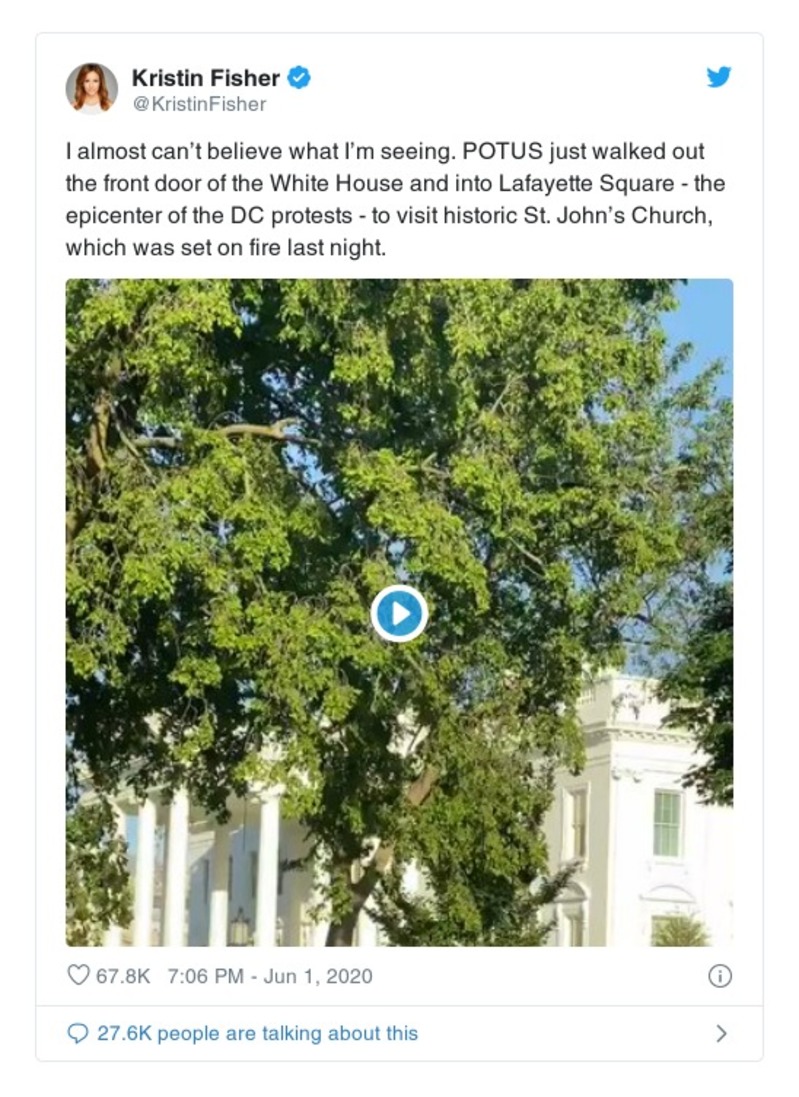 Kristin Fisher
@KristinFisher
I almost can’t believe what I’m seeing. POTUS just walked out
the front door of the White House and into Lafayette Square - the
epicenter of the DC protests - to visit historic St. John’s Church,
which was set on fire last night.
67.8K 7:06 PM - Jun 1, 2020
27.6K people are talking about this